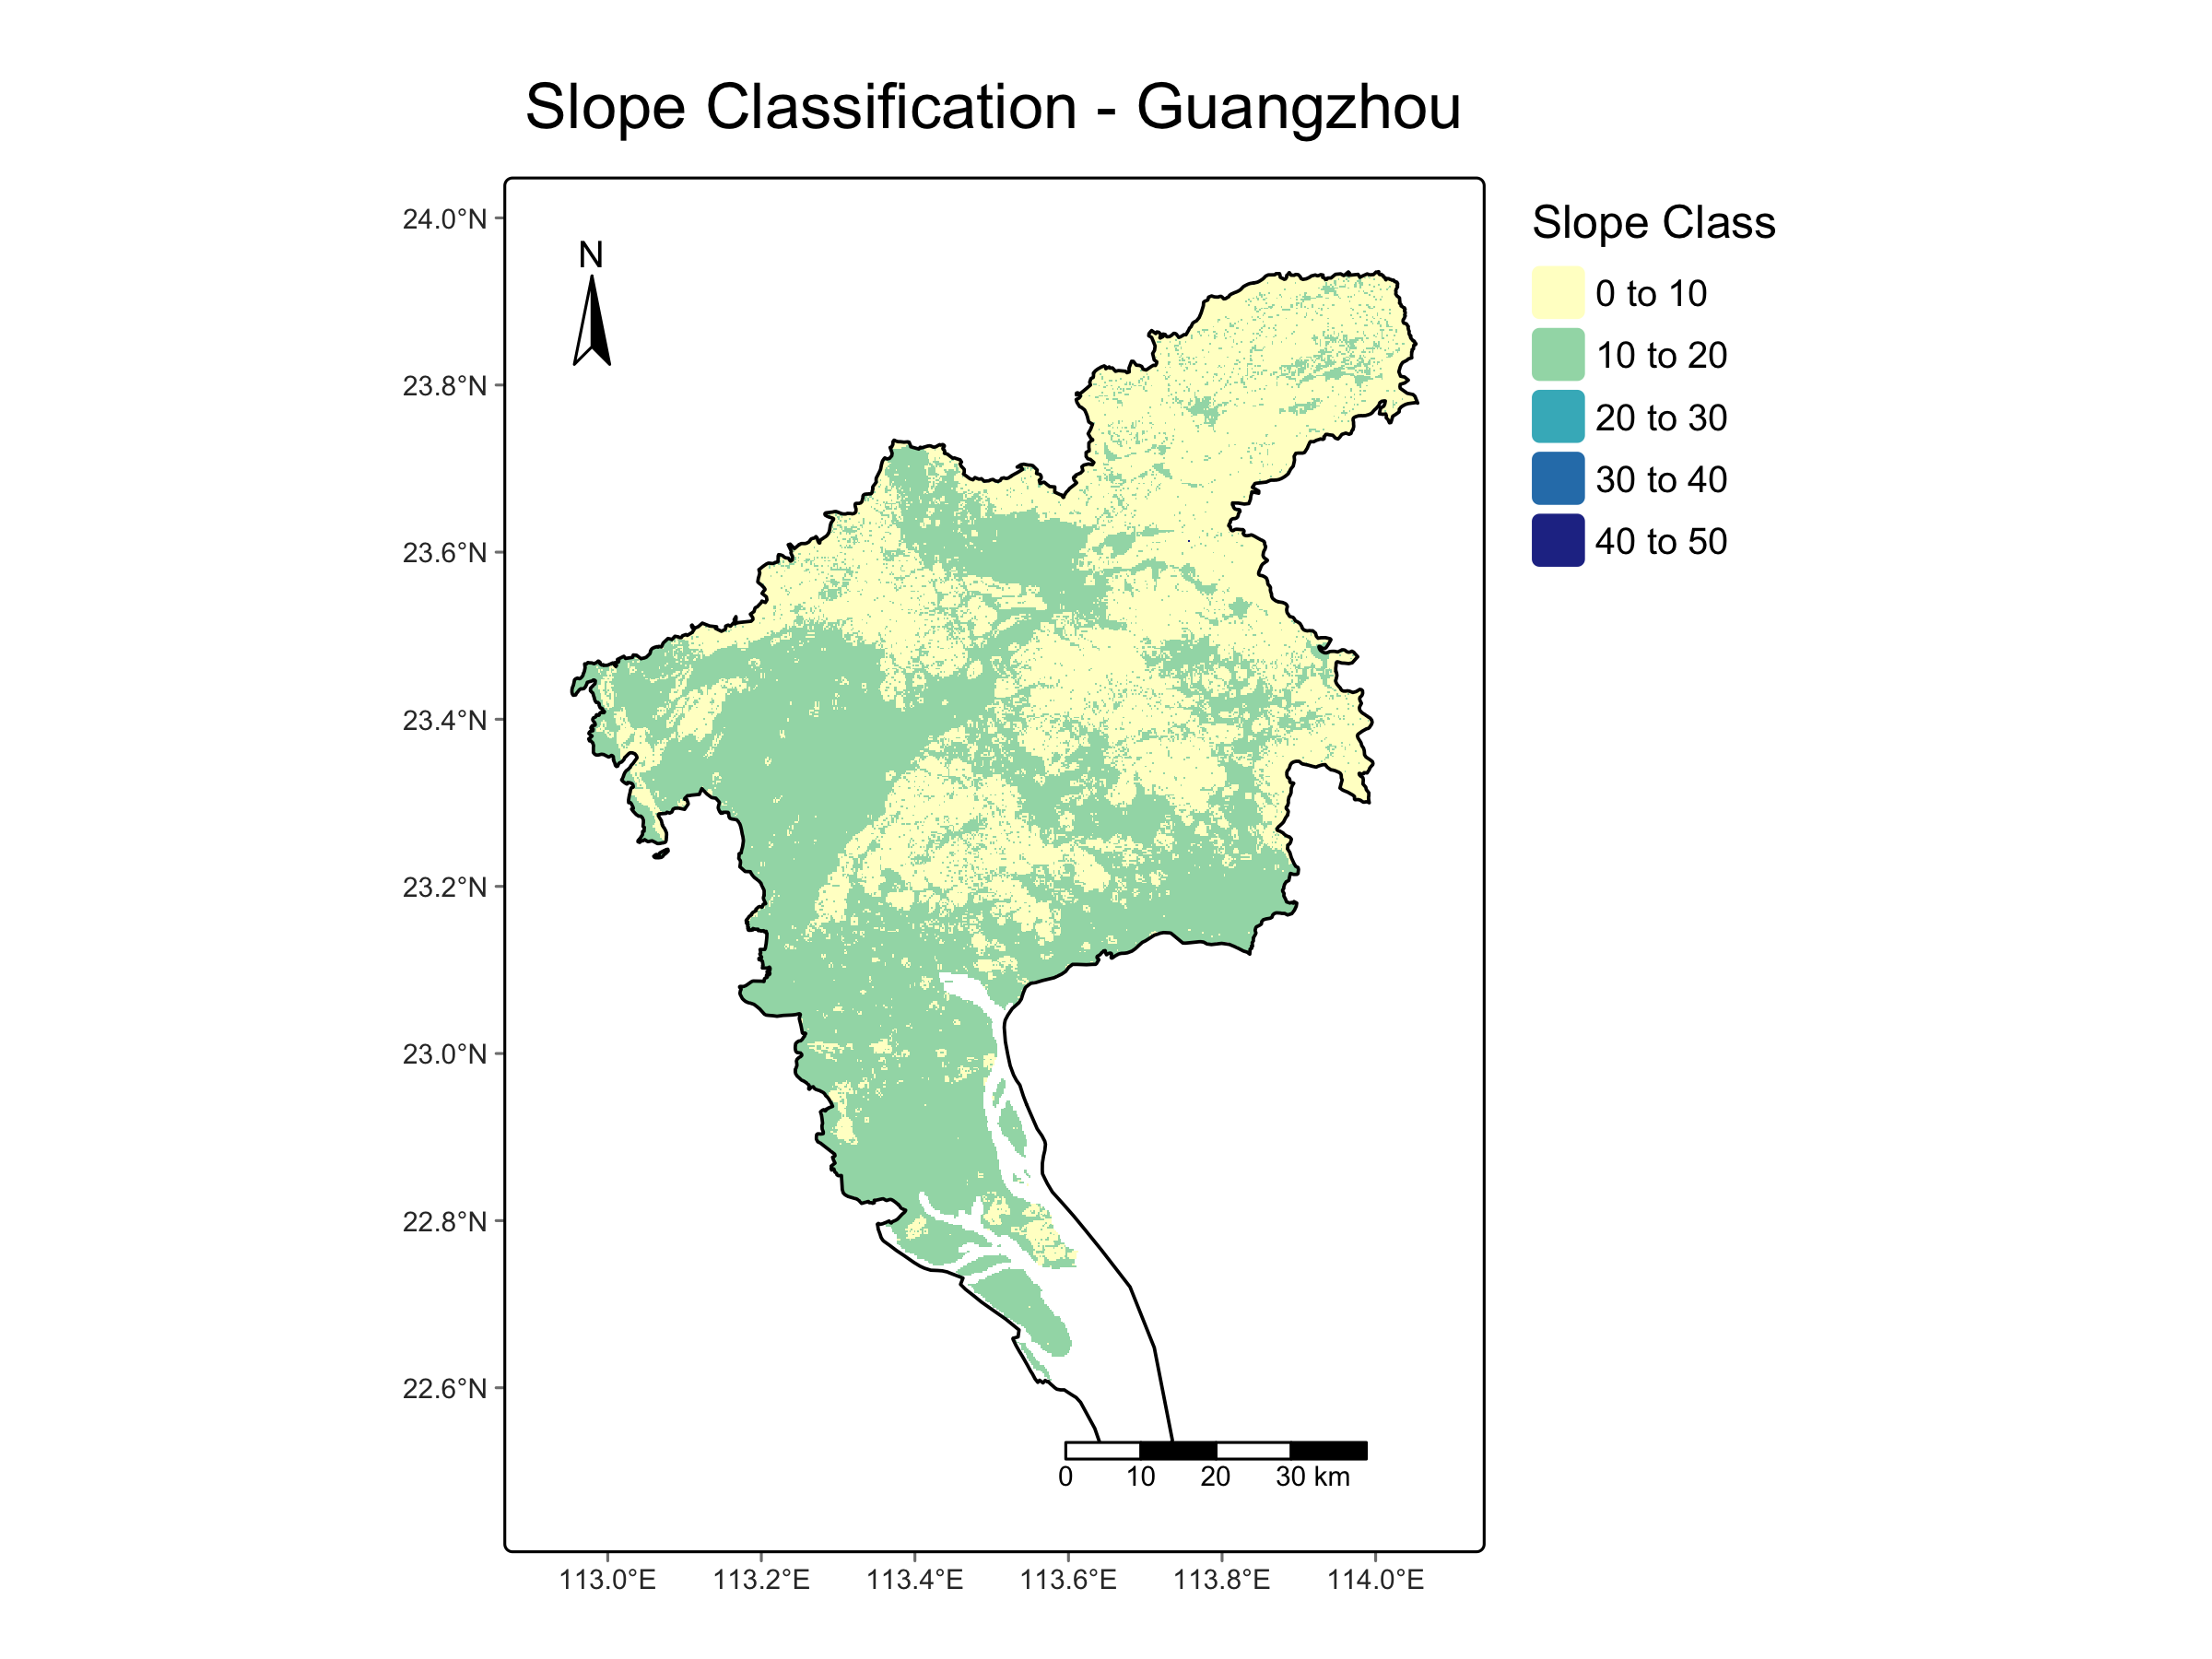 Slope Classification - Guangzhou
Slope Class
0 to 10
10 to 20
20 to 30
30 to 40
40 to 50
N
24.0°N
23.8°N
23.6°N
23.4°N
23.2°N
23.0°N
22.8°N
22.6°N
0 10 20 30 km
113.0°E 113.2°E 113.4°E 113.6°E 113.8°E 114.0°E